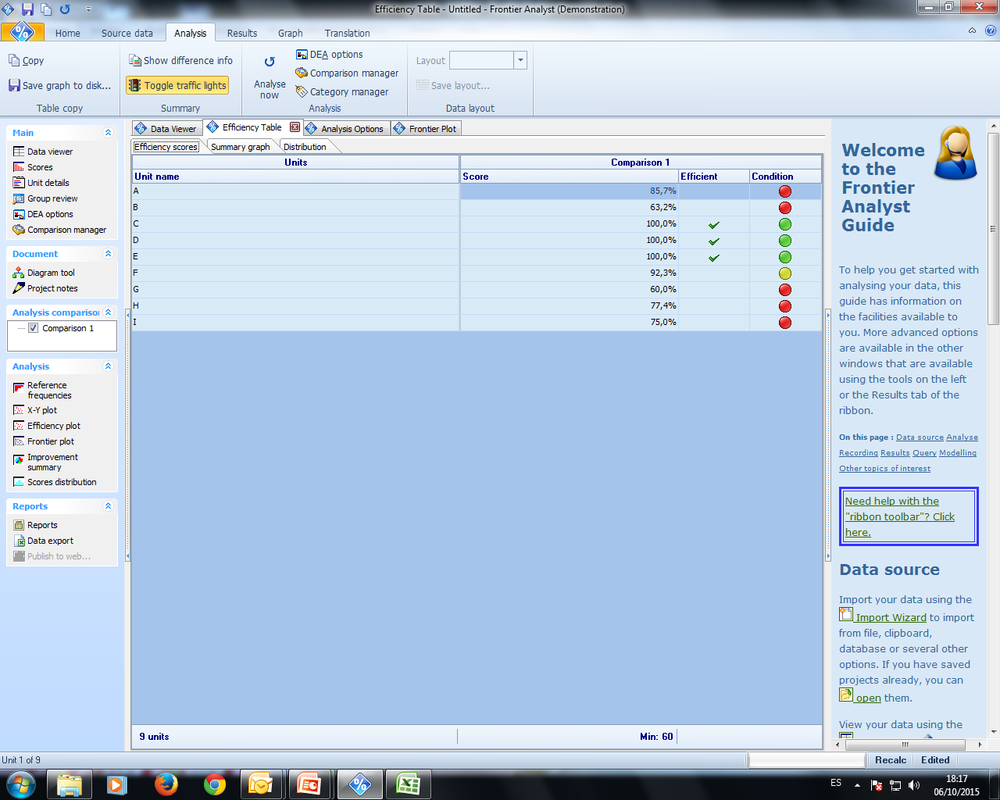 Efficiency Table - Untitled - Frontier Analyst (Demonstration)
Home Source data Analysis Results Graph Translation
Copy
Save graph to disk...
Table copy
Show difference info
Toggle traffic lights
Summary
Analyse now
DEA options
Comparison manager
Category manager
Analysis
Layout
Save layout...
Data layout
Main
Data viewer
Scores
Unit details
Group review
DEA options
Comparison manager
Document
Diagram tool
Project notes
Analysis compariso
Comparison 1
Analysis
Reference
frequencies
X-Y plot
Efficiency plot
Frontier plot
Improvement
summary
Scores distribution
Reports
Reports
Data export
Publish to web...
Data Viewer Efficiency Table Analysis Options Frontier Plot
Efficiency scores Summary graph Distribution
Units Comparison 1
Unit name Score Efficient Condition
A 85,7%
B 63,2%
C 100,0%
D 100,0%
E 100,0%
F 92,3%
G 60,0%
H 77,4%
I 75,0%
9 units Min: 60
Welcome
to the
Frontier
Analyst
Guide
To help you get started with
analysing your data, this
guide has information on
the facilities available to
you. More advanced options
are available in the other
windows that are available
using the tools on the left
or the Results tab of the
ribbon.
On this page : Data source Analyse
Recording Results Query Modelling
Other topics of interest
Need help with the
"ribbon toolbar"? Click
here.
Data source
Import your data using the
Import Wizard to import
from file, clipboard,
database or several other
options. If you have saved
projects already, you can
open them.
View your data using the
Unit 1 of 9 Recalc Edited
ES 18:17
06/10/2015